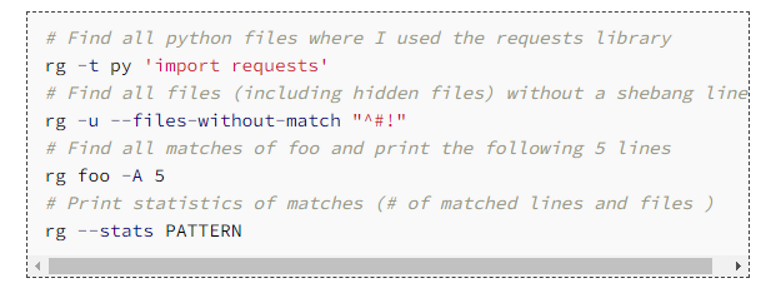 # Find all python files where I used the requests library
rg -t py 'import requests'
# Find all files (including hidden files) without a shebang line
rg -u --files-without-match "^#!"
# Find all matches of foo and print the following 5 lines
rg foo -A 5
# Print statistics of matches (# of matched lines and files )
rg --stats PATTERN